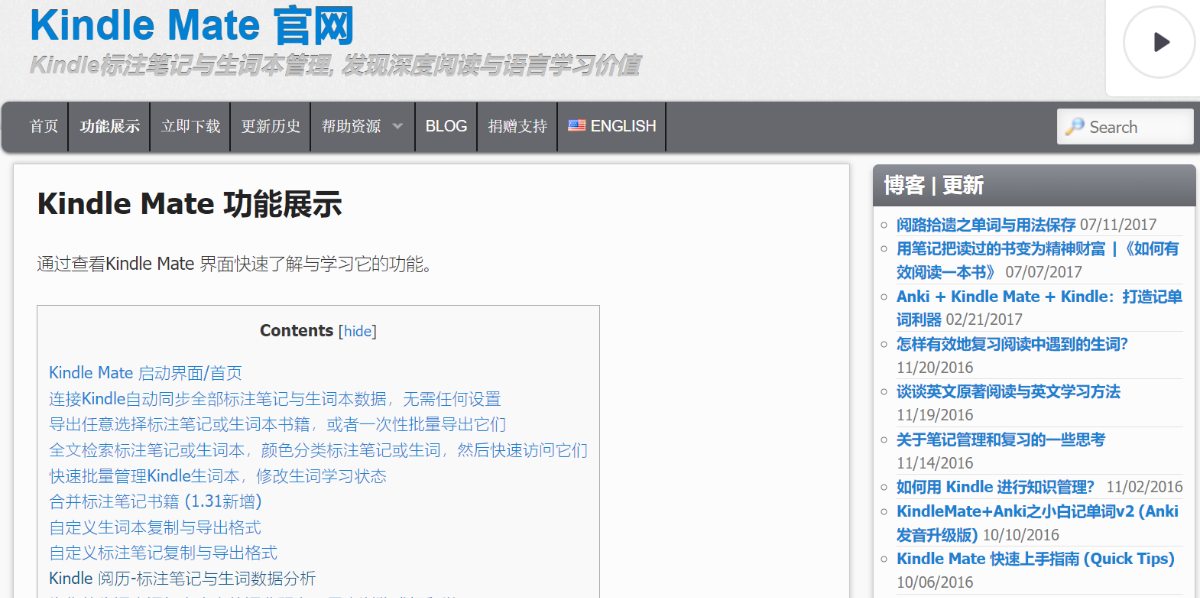 Kindle Mate 官网
Kindle标注笔记与生词本管理, 发现深度阅读与语言学习价值
首页 功能展示 立即下载 更新历史 帮助资源 BLOG 捐赠支持 ENGLISH
Search
Kindle Mate 功能展示
通过查看Kindle Mate 界面快速了解与学习它的功能。
Contents [hide]
Kindle Mate 启动界面/首页
连接Kindle自动同步全部标注笔记与生词本数据，无需任何设置
导出任意选择标注笔记或生词本书籍，或者一次性批量导出它们
全文检索标注笔记或生词本，颜色分类标注笔记或生词，然后快速访问它们
快速批量管理Kindle生词本，修改生词学习状态
合并标注笔记书籍 (1.31新增)
自定义生词本复制与导出格式
自定义标注笔记复制与导出格式
Kindle 阅历-标注笔记与生词数据分析
博客 | 更新
阅路拾遗之单词与用法保存 07/11/2017
用笔记把读过的书变为精神财富 | 《如何有
效阅读一本书》 07/07/2017
Anki + Kindle Mate + Kindle：打造记单
词利器 02/21/2017
怎样有效地复习阅读中遇到的生词？
11/20/2016
谈谈英文原著阅读与英文学习方法
11/19/2016
关于笔记管理和复习的一些思考
11/14/2016
如何用 Kindle 进行知识管理？ 11/02/2016
KindleMate+Anki之小白记单词v2 (Anki
发音升级版) 10/10/2016
Kindle Mate 快速上手指南 (Quick Tips)
10/06/2016